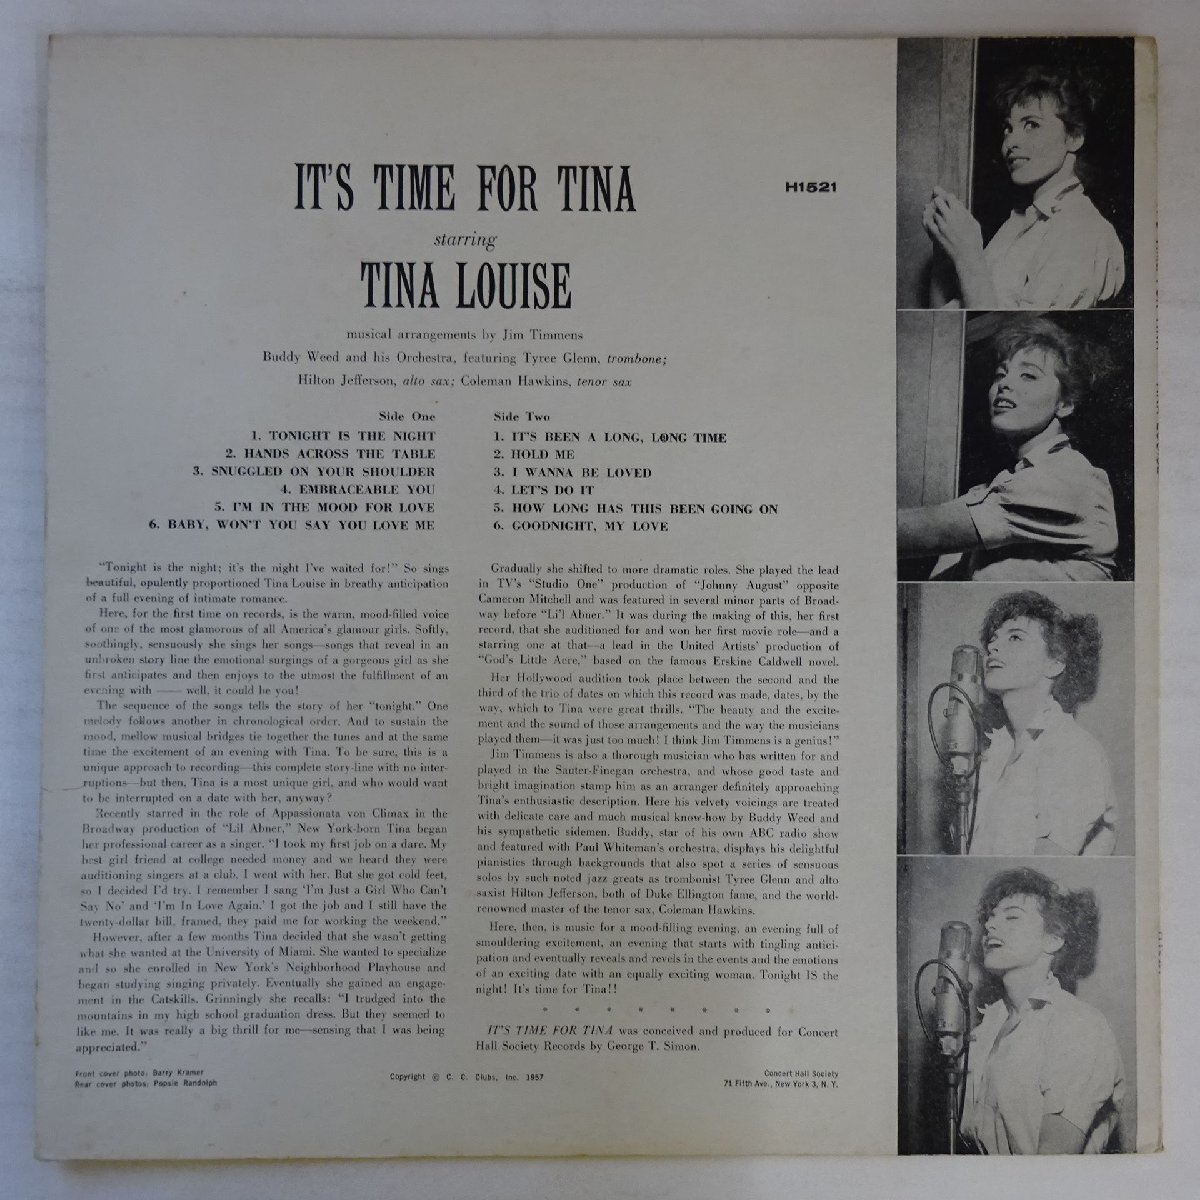 IT'S TIME FOR TINA
H1521
starring
TINA LOUISE
musical arrangements by Jim Timmens
Buddy Weed and his Orchestra, featuring Tyree Glenn, trombone;
Hilton Jefferson, alto sax; Coleman Hawkins, tenor sax
Side One
1. TONIGHT IS THE NIGHT
2. HANDS ACROSS THE TABLE
3. SNUGGLED ON YOUR SHOULDER
4. EMBRACEABLE YOU
5. I'M IN THE MOOD FOR LOVE
6. BABY, WON'T YOU SAY YOU LOVE ME
Side Two
1. IT'S BEEN A LONG, LONG TIME
2. HOLD ME
3. I WANNA BE LOVED
4. LET'S DO IT
5. HOW LONG HAS THIS BEEN GOING ON
6. GOODNIGHT, MY LOVE
"Tonight is the night; it's the night I've waited for!" So sings
beautiful, opulently proportioned Tina Louise in breathy anticipation
of a full evening of intimate romance.
Here, for the first time on records, is the warm, mood-filled voice
of one of the most glamorous of all America's glamour girls. Softly,
soothingly, sensuously she sings her songs—songs that reveal in an
unbroken story line the emotional surgings of a gorgeous girl as she
first anticipates and then enjoys to the utmost the fulfillment of an
evening with —— well, it could be you!
The sequence of the songs tells the story of her "tonight." One
melody follows another in chronological order. And to sustain the
mood, mellow musical bridges tie together the tunes and at the same
time the excitement of an evening with Tina. To be sure, this is a
unique approach to recording—this complete story-line with no inter-
ruptions—but then, Tina is a most unique girl, and who would want
to be interrupted on a date with her, anyway?
Recently starred in the role of Appassionata von Climax in the
Broadway production of "Lil Abner," New York-born Tina began
her professional career as a singer. "I took my first job on a dare. My
best girl friend at college needed money and we heard they were
auditioning singers at a club. I went with her. But she got cold feet,
so I decided I'd try. I remember I sang 'I'm Just a Girl Who Can't
Say No' and 'I'm In Love Again.' I got the job and I still have the
twenty-dollar bill, framed, they paid me for working the weekend."
However, after a few months Tina decided that she wasn't getting
what she wanted at the University of Miami. She wanted to specialize
and so she enrolled in New York's Neighborhood Playhouse and
began studying singing privately. Eventually she gained an engage-
ment in the Catskills. Grinningly she recalls: "I trudged into the
mountains in my high school graduation dress. But they seemed to
like me. It was really a big thrill for me—sensing that I was being
appreciated."
Gradually she shifted to more dramatic roles. She played the lead
in TV's "Studio One" production of "Johnny August" opposite
Cameron Mitchell and was featured in several minor parts of Broad-
way before "Li'l Abner." It was during the making of this, her first
record, that she auditioned for and won her first movie role—and a
starring one at that—a lead in the United Artists' production of
"God's Little Acre," based on the famous Erskine Caldwell novel.
Her Hollywood audition took place between the second and the
third of the trio of dates on which this record was made, dates, by the
way, which to Tina were great thrills. "The beauty and the excite-
ment and the sound of those arrangements and the way the musicians
played them—it was just too much! I think Jim Timmens is a genius!"
Jim Timmens is also a thorough musician who has written for and
played in the Sauter-Finegan orchestra, and whose good taste and
bright imagination stamp him as an arranger definitely approaching
Tina's enthusiastic description. Here his velvety voicings are treated
with delicate care and much musical know-how by Buddy Weed and
his sympathetic sidemen. Buddy, star of his own ABC radio show
and featured with Paul Whiteman's orchestra, displays his delightful
pianistics through backgrounds that also spot a series of sensuous
solos by such noted jazz greats as trombonist Tyree Glenn and alto
saxist Hilton Jefferson, both of Duke Ellington fame, and the world-
renowned master of the tenor sax, Coleman Hawkins.
Here, then, is music for a mood-filling evening, an evening full of
smouldering excitement, an evening that starts with tingling antici-
pation and eventually reveals and revels in the events and the emotions
of an exciting date with an equally exciting woman. Tonight IS the
night! It's time for Tina!!
* * * * * * * * *
IT'S TIME FOR TINA was conceived and produced for Concert
Hall Society Records by George T. Simon.
Front cover photo: Barry Kramer
Rear cover photos: Popsie Randolph
Copyright © C. C. Clubs, Inc. 1957
Concert Hall Society
71 Fifth Ave., New York 3, N. Y.